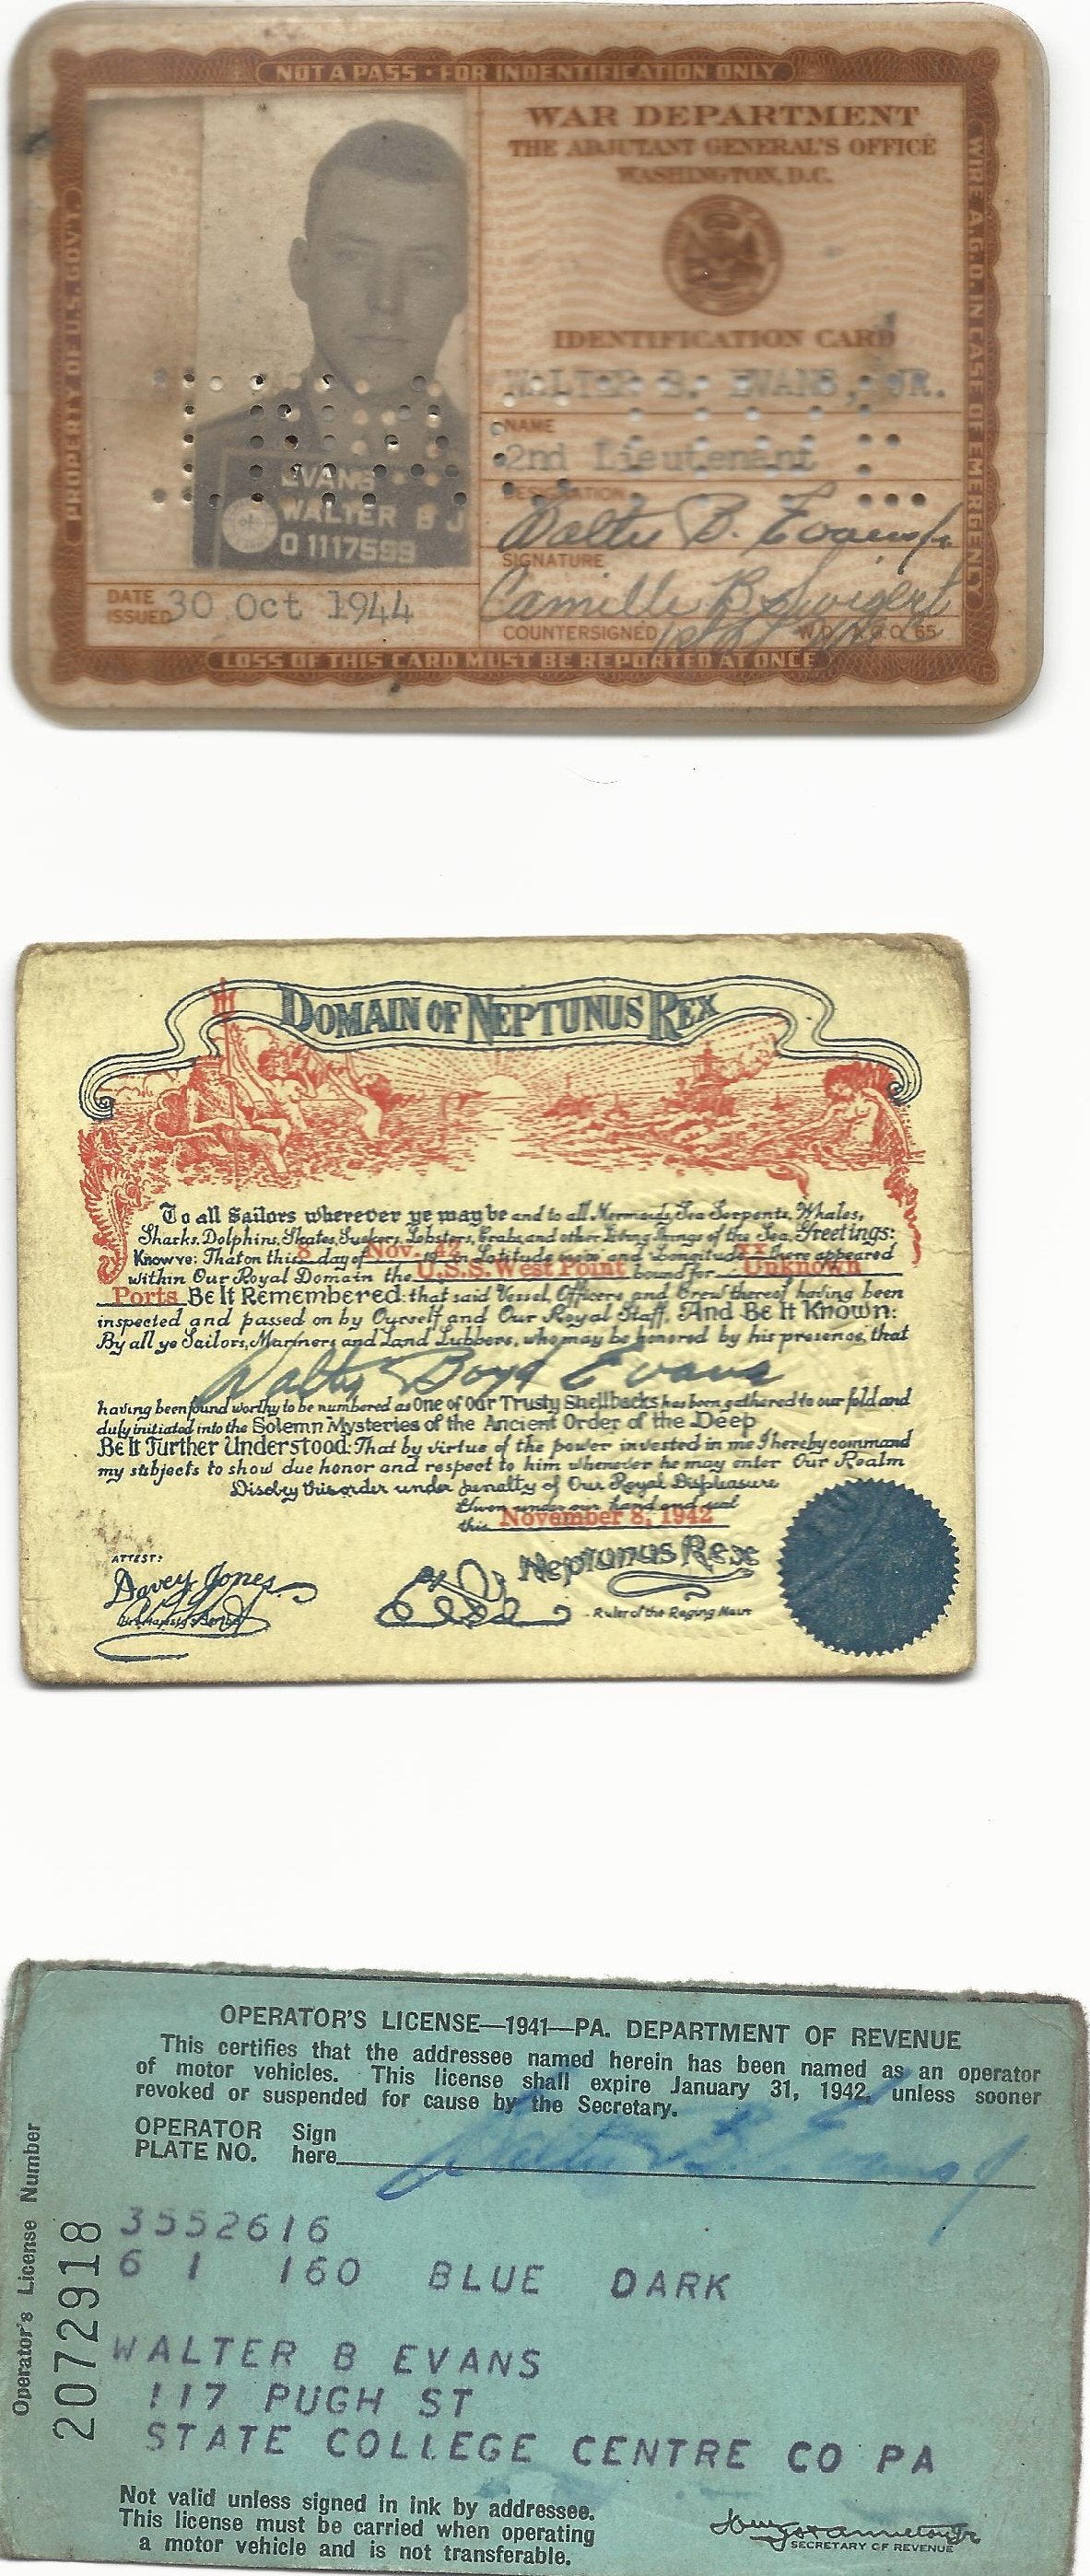 NOT A PASS · FOR INDENTIFICATION ONLY
PROPERTY OF U.S. GOVT.
WIRE A.G.O. IN CASE OF EMERGENCY
WAR DEPARTMENT
THE ADJUTANT GENERAL'S OFFICE
WASHINGTON, D.C.
IDENTIFICATION CARD
WALTER B. EVANS, JR.
NAME
2nd Lieutenant
DESIGNATION
Walter B. Evans Jr
SIGNATURE
Camille B. Swigert
COUNTERSIGNED W.D., A.G.O. 65
EVANS
WALTER B J
O 1117599
DATE ISSUED 30 Oct 1944
LOSS OF THIS CARD MUST BE REPORTED AT ONCE
DOMAIN OF NEPTUNUS REX
To all Sailors wherever ye may be and to all Mermaids, Sea Serpents, Whales,
Sharks, Dolphins, Skates, Suckers, Lobsters, Crabs, and other Living Things of the Sea, Greetings:
Know ye: That on this 8 day of Nov. 42 19 in Latitude and Longitude XX there appeared
within Our Royal Domain the U.S.S. West Point bound for Unknown
Ports Be It Remembered: that said Vessel, Officers and Crew thereof having been
inspected and passed on by Ourself and Our Royal Staff, And Be It Known:
By all ye Sailors, Mariners and Land Lubbers, who may be honored by his presence, that
Walter Boyd Evans
having been found worthy to be numbered as One of Our Trusty Shellbacks has been gathered to our fold and
duly initiated into the Solemn Mysteries of the Ancient Order of the Deep
Be It Further Understood: That by virtue of the power invested in me I hereby command
my subjects to show due honor and respect to him whenever he may enter Our Realm
Disobey this order under penalty of Our Royal Displeasure
Given under our hand and seal
this November 8, 1942
ATTEST:
Davey Jones
His Majesty's Scribe
Neptunus Rex
Ruler of the Raging Main
OPERATOR'S LICENSE—1941—PA. DEPARTMENT OF REVENUE
This certifies that the addressee named herein has been named as an operator
of motor vehicles. This license shall expire January 31, 1942, unless sooner
revoked or suspended for cause by the Secretary.
OPERATOR Sign
PLATE NO. here
Walter B Evans J
Operator's License Number
2072918
3552616
6 1 160 BLUE DARK
WALTER B EVANS
117 PUGH ST
STATE COLLEGE CENTRE CO PA
Not valid unless signed in ink by addressee.
This license must be carried when operating
a motor vehicle and is not transferable.
SECRETARY OF REVENUE